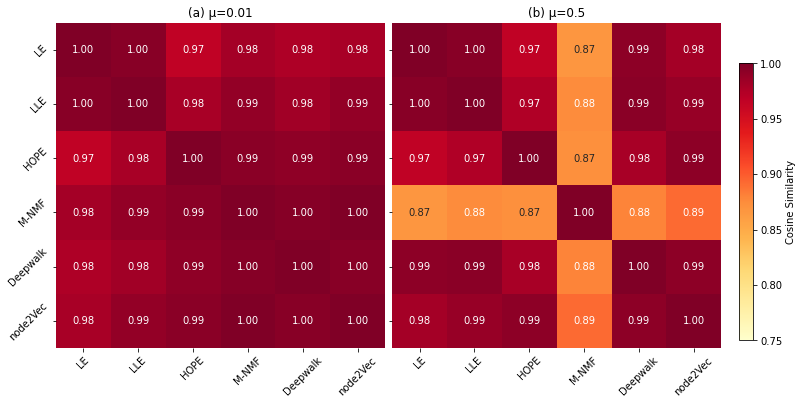 (a) μ=0.01
(b) μ=0.5
LE 1.00 1.00 0.97 0.98 0.98 0.98
LLE 1.00 1.00 0.98 0.99 0.98 0.99
HOPE 0.97 0.98 1.00 0.99 0.99 0.99
M-NMF 0.98 0.99 0.99 1.00 1.00 1.00
Deepwalk 0.98 0.98 0.99 1.00 1.00 1.00
node2Vec 0.98 0.99 0.99 1.00 1.00 1.00
LE LLE HOPE M-NMF Deepwalk node2Vec
1.00 1.00 0.97 0.87 0.99 0.98
1.00 1.00 0.97 0.88 0.99 0.99
0.97 0.97 1.00 0.87 0.98 0.99
0.87 0.88 0.87 1.00 0.88 0.89
0.99 0.99 0.98 0.88 1.00 0.99
0.98 0.99 0.99 0.89 0.99 1.00
LE LLE HOPE M-NMF Deepwalk node2Vec
1.00
0.95
0.90
0.85
0.80
0.75
Cosine Similarity